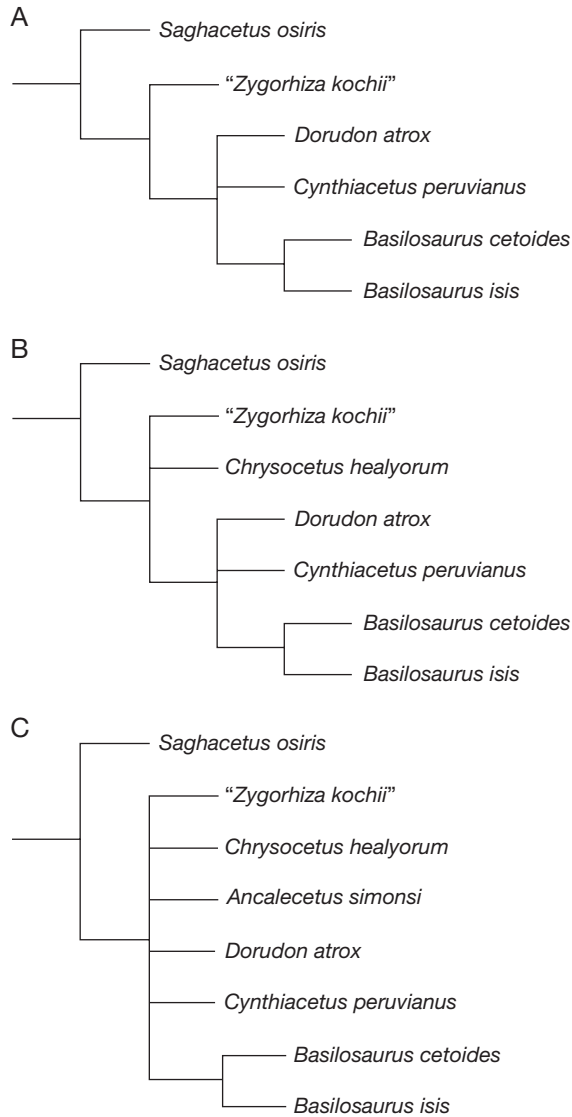 A
Saghacetus osiris
“Zygorhiza kochii”
Dorudon atrox
Cynthiacetus peruvianus
Basilosaurus cetoides
Basilosaurus isis
B
Saghacetus osiris
“Zygorhiza kochii”
Chrysocetus healyorum
Dorudon atrox
Cynthiacetus peruvianus
Basilosaurus cetoides
Basilosaurus isis
C
Saghacetus osiris
“Zygorhiza kochii”
Chrysocetus healyorum
Ancalecetus simonsi
Dorudon atrox
Cynthiacetus peruvianus
Basilosaurus cetoides
Basilosaurus isis